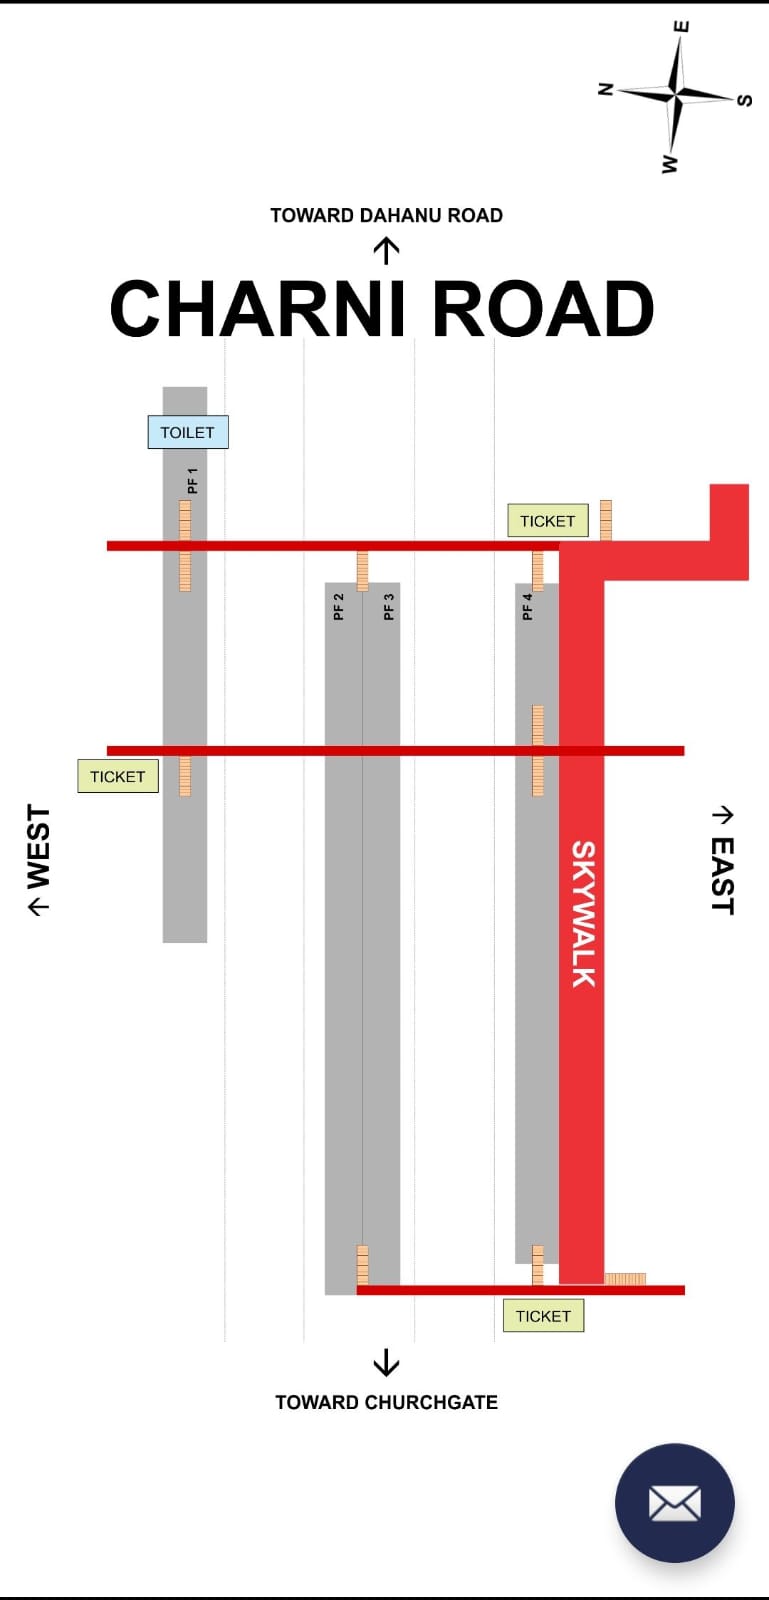 E
N
S
W
TOWARD DAHANU ROAD
↑
CHARNI ROAD
TOILET
PF 1
TICKET
PF 2
PF 3
PF 4
TICKET
← WEST
→ EAST
SKYWALK
TICKET
↓
TOWARD CHURCHGATE